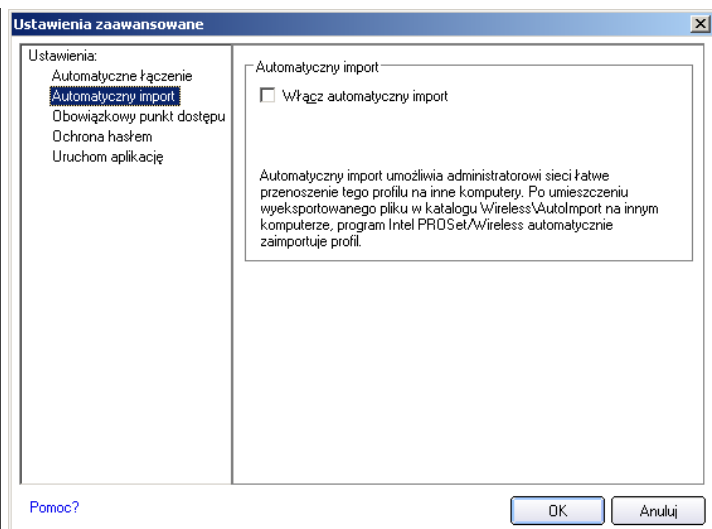 Ustawienia zaawansowane
Ustawienia:
Automatyczne łączenie
Automatyczny import
Obowiązkowy punkt dostępu
Ochrona hasłem
Uruchom aplikację
Automatyczny import
Włącz automatyczny import
Automatyczny import umożliwia administratorowi sieci łatwe
przenoszenie tego profilu na inne komputery. Po umieszczeniu
wyeksportowanego pliku w katalogu Wireless\AutoImport na innym
komputerze, program Intel PROSet/Wireless automatycznie
zaimportuje profil.
Pomoc?
OK
Anuluj